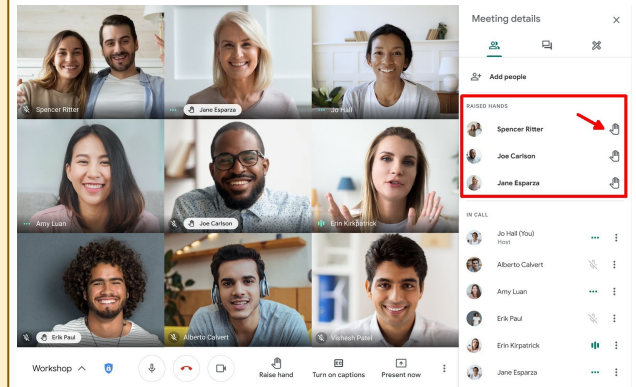 Meeting details
Add people
RAISED HANDS
Spencer Ritter
Joe Carlson
Jane Esparza
IN CALL
Jo Hall (You)
Host
Alberto Calvert
Amy Luan
Erik Paul
Erin Kirkpatrick
Jane Esparza
Spencer Ritter
Jane Esparza
Jo Hall
Amy Luan
Joe Carlson
Erin Kirkpatrick
Erik Paul
Alberto Calvert
Vishesh Patel
Workshop
Raise hand
Turn on captions
Present now